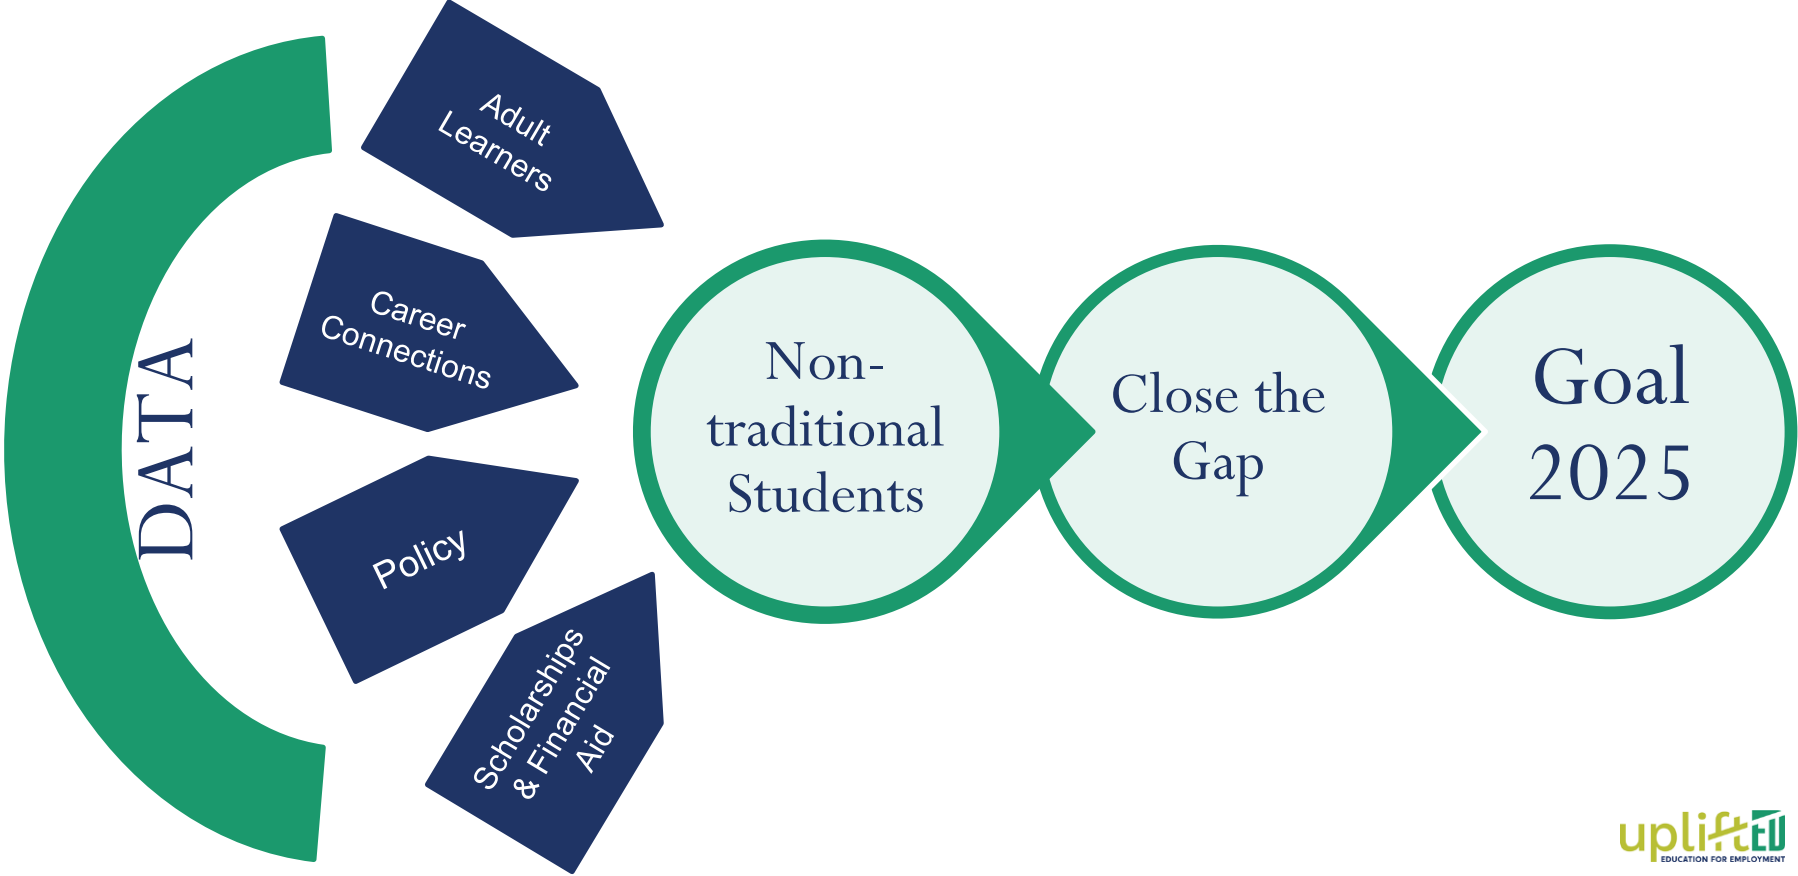 DATA
Adult
Learners
Career
Connections
Policy
Scholarships
& Financial
Aid
Non-
traditional
Students
Close the
Gap
Goal
2025
upliftED
EDUCATION FOR EMPLOYMENT